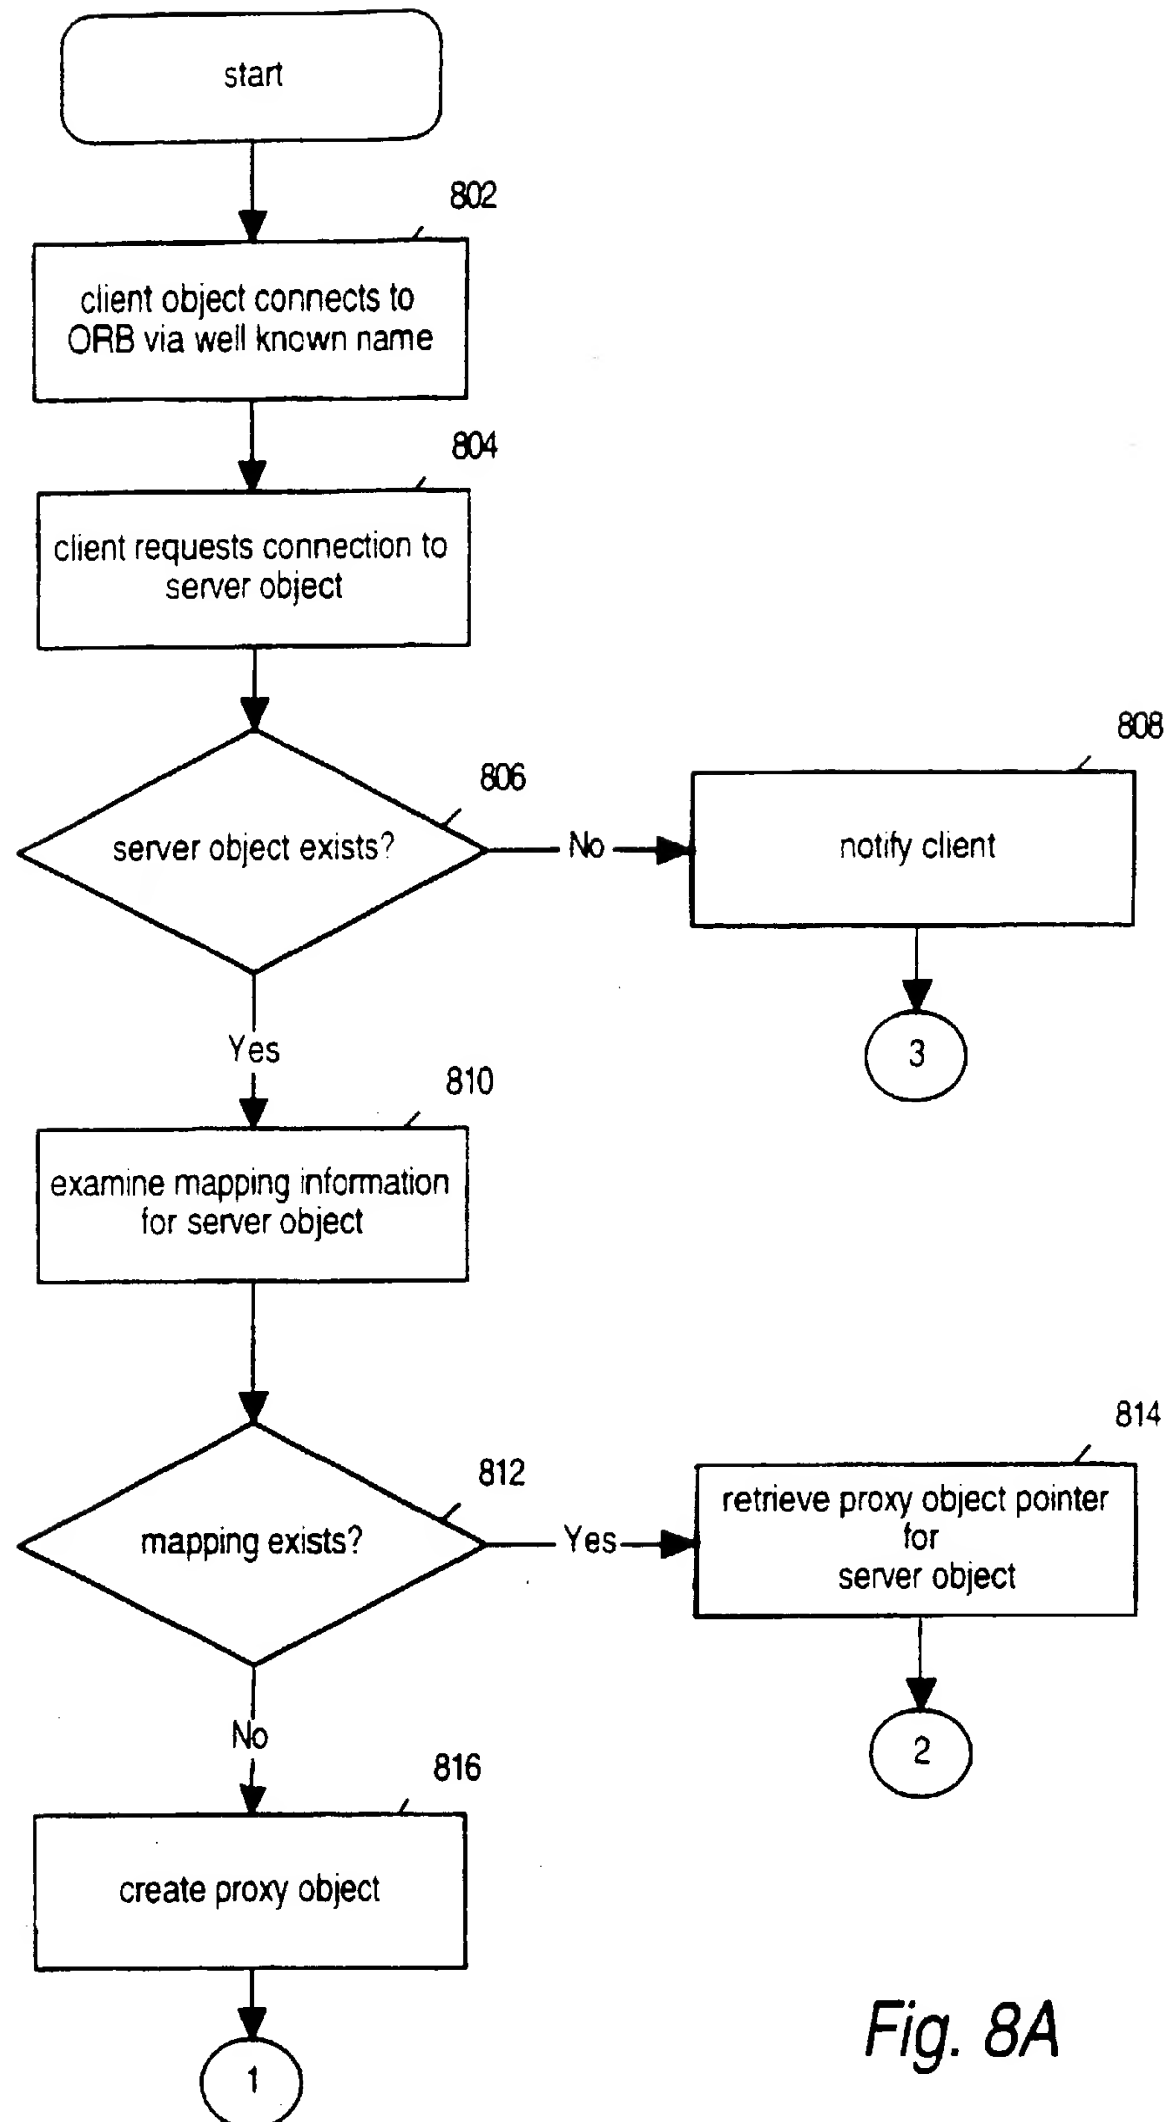 start
802
client object connects to
ORB via well known name
804
client requests connection to
server object
806
server object exists?
No
808
notify client
3
Yes
810
examine mapping information
for server object
812
mapping exists?
Yes
814
retrieve proxy object pointer
for
server object
2
No
816
create proxy object
1
Fig. 8A